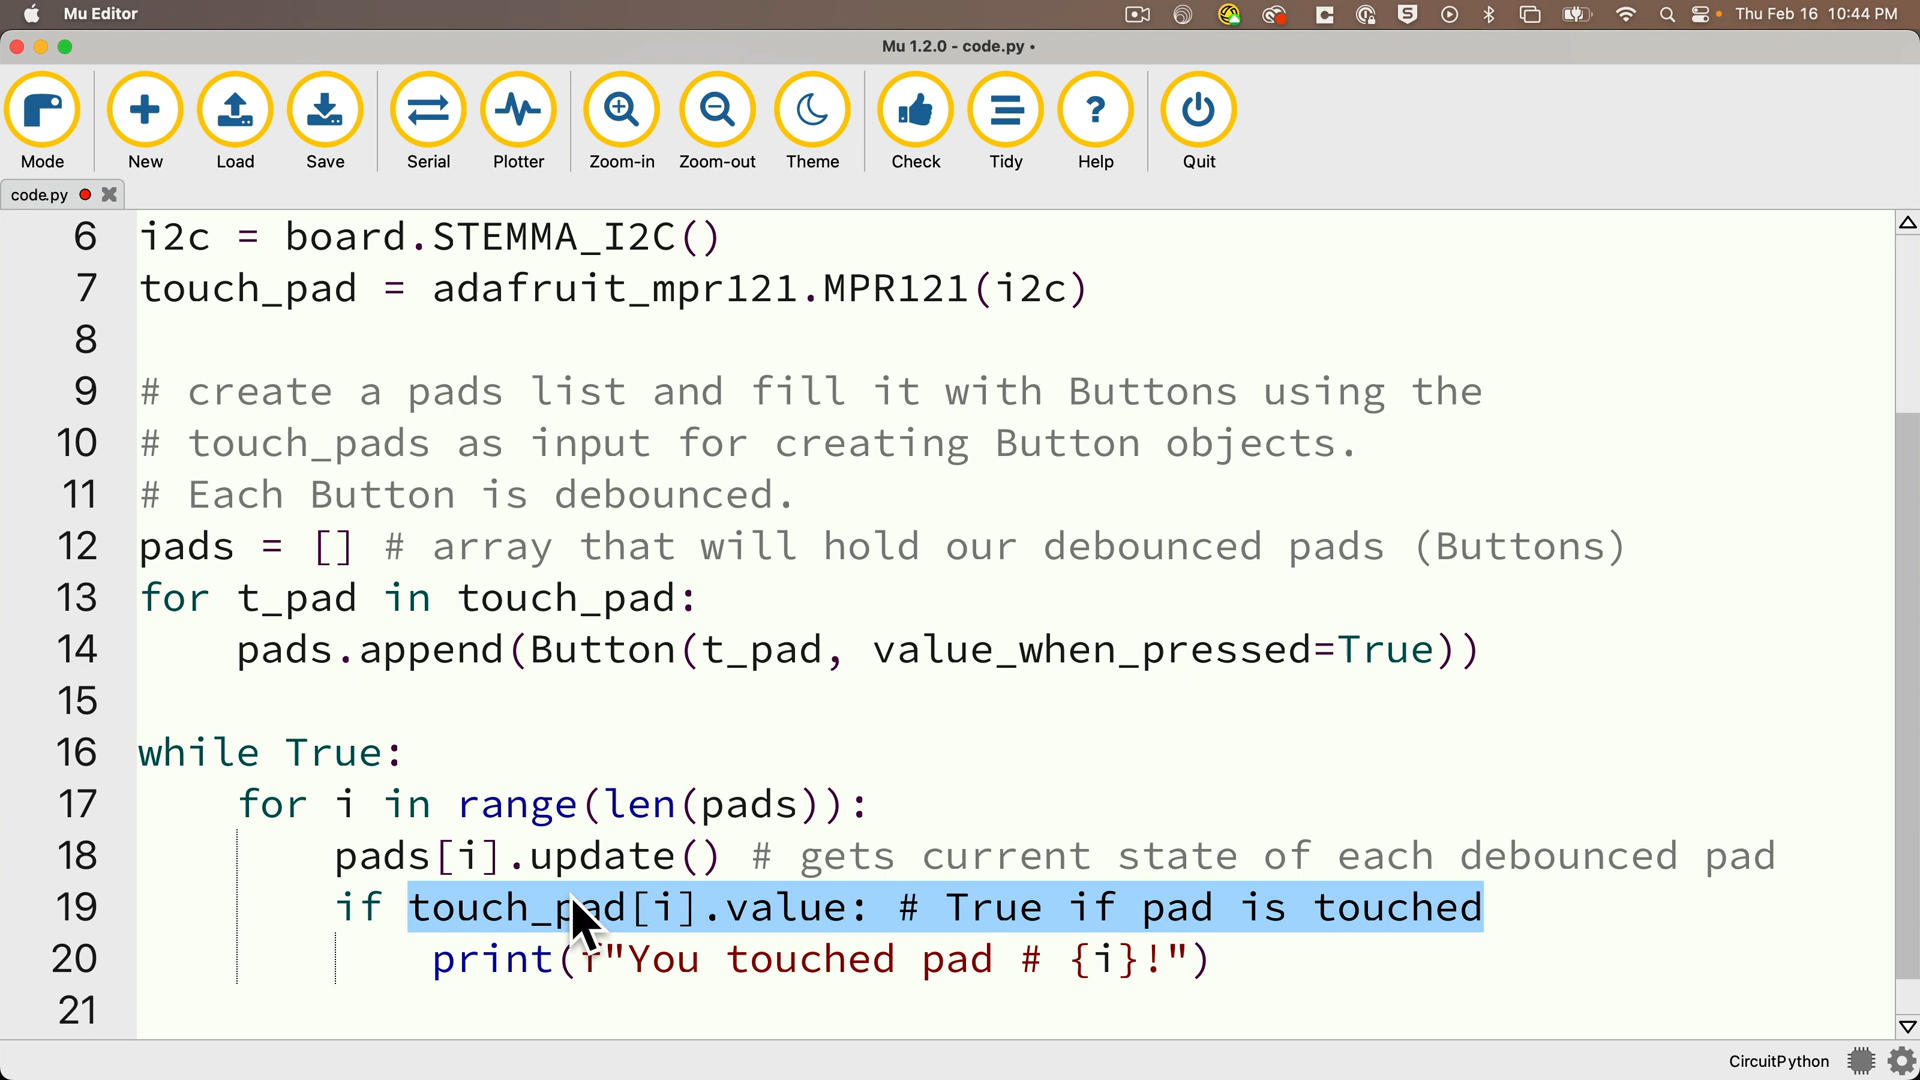 Mu Editor
Thu Feb 16 10:44 PM
Mu 1.2.0 - code.py •
Mode New Load Save Serial Plotter Zoom-in Zoom-out Theme Check Tidy Help Quit
code.py
6 i2c = board.STEMMA_I2C()
7 touch_pad = adafruit_mpr121.MPR121(i2c)
8
9 # create a pads list and fill it with Buttons using the
10 # touch_pads as input for creating Button objects.
11 # Each Button is debounced.
12 pads = [] # array that will hold our debounced pads (Buttons)
13 for t_pad in touch_pad:
14     pads.append(Button(t_pad, value_when_pressed=True))
15
16 while True:
17     for i in range(len(pads)):
18         pads[i].update() # gets current state of each debounced pad
19         if touch_pad[i].value: # True if pad is touched
20             print(f"You touched pad # {i}!")
21
CircuitPython